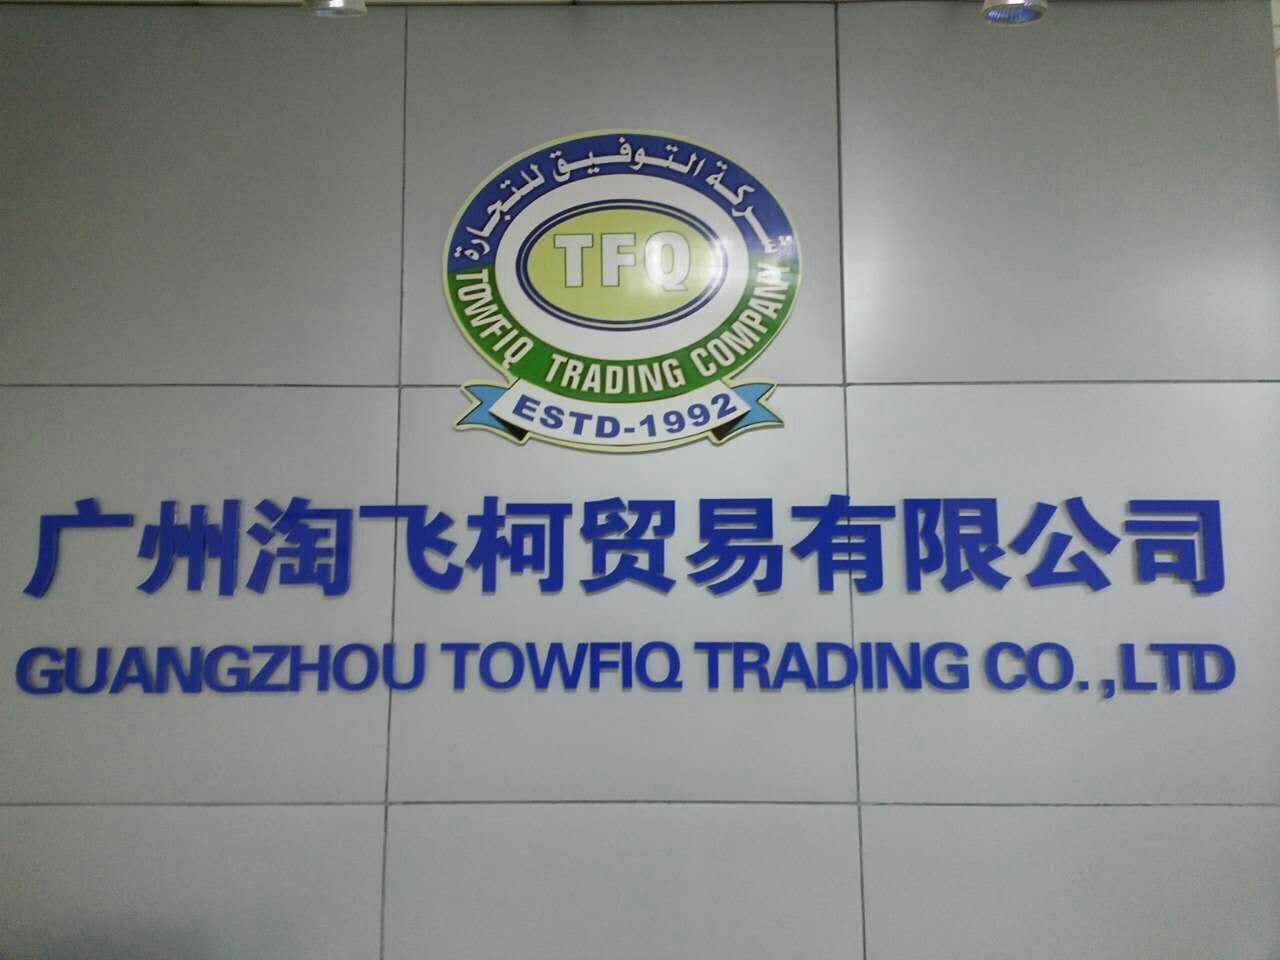 شركة التوفيق للتجارة
TFQ
TOWFIQ TRADING COMPANY
ESTD-1992
广州淘飞柯贸易有限公司
GUANGZHOU TOWFIQ TRADING CO.,LTD